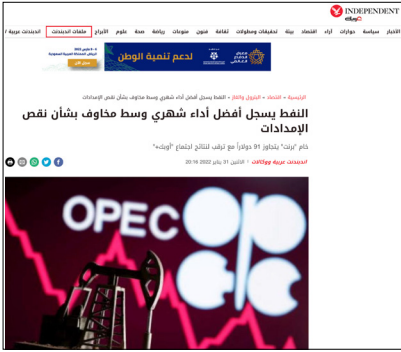 INDEPENDENT
عربية
الأخبار سياسة حوارات آراء اقتصاد بيئة تحقيقات ومطولات ثقافة فنون منوعات رياضة صحة علوم الأبراج ملفات اندبندنت اندبندنت عربية /
لدعم تنمية الوطن
الرئيسية » اقتصاد » البترول والغاز » النفط يسجل أفضل أداء شهري وسط مخاوف بشأن نقص الإمدادات
النفط يسجل أفضل أداء شهري وسط مخاوف بشأن نقص
الإمدادات
خام "برنت" يتجاوز 91 دولاراً مع ترقب لنتائج اجتماع "أوبك+"
اندبندنت عربية ووكالات
الاثنين 31 يناير 2022 20:16
OPEC